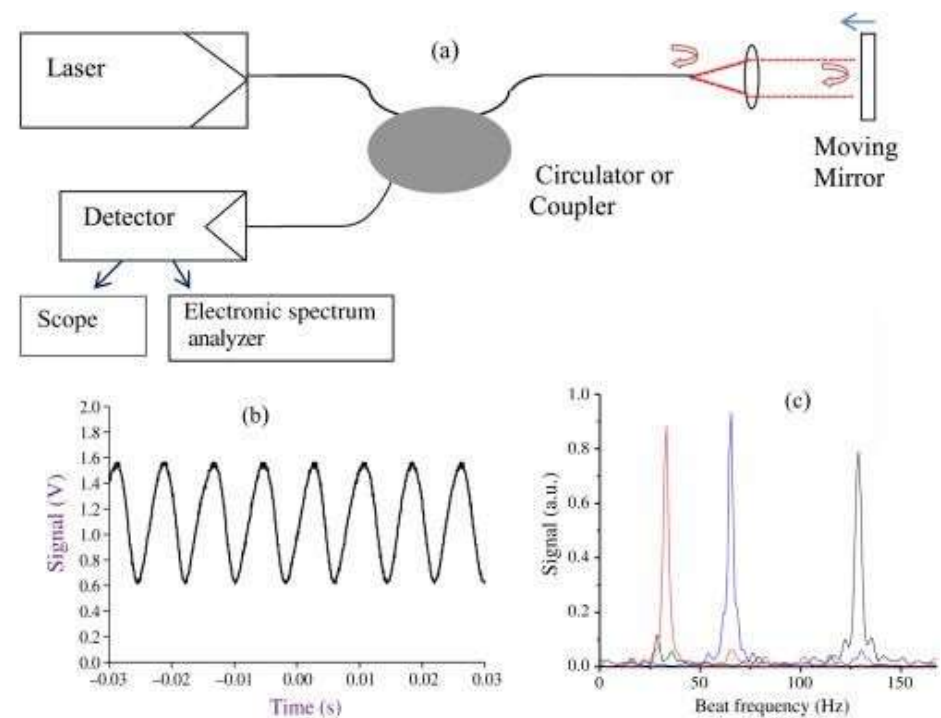 (a)
Laser
Moving
Mirror
Circulator or
Coupler
Detector
Scope
Electronic spectrum
analyzer
(b)
Signal (V)
2.0
1.8
1.6
1.4
1.2
1.0
0.8
0.6
0.4
0.2
0.0
−0.03 −0.02 −0.01 0.00 0.01 0.02 0.03
Time (s)
(c)
Signal (a.u.)
1.0
0.8
0.6
0.4
0.2
0.0
0 50 100 150
Beat frequency (Hz)